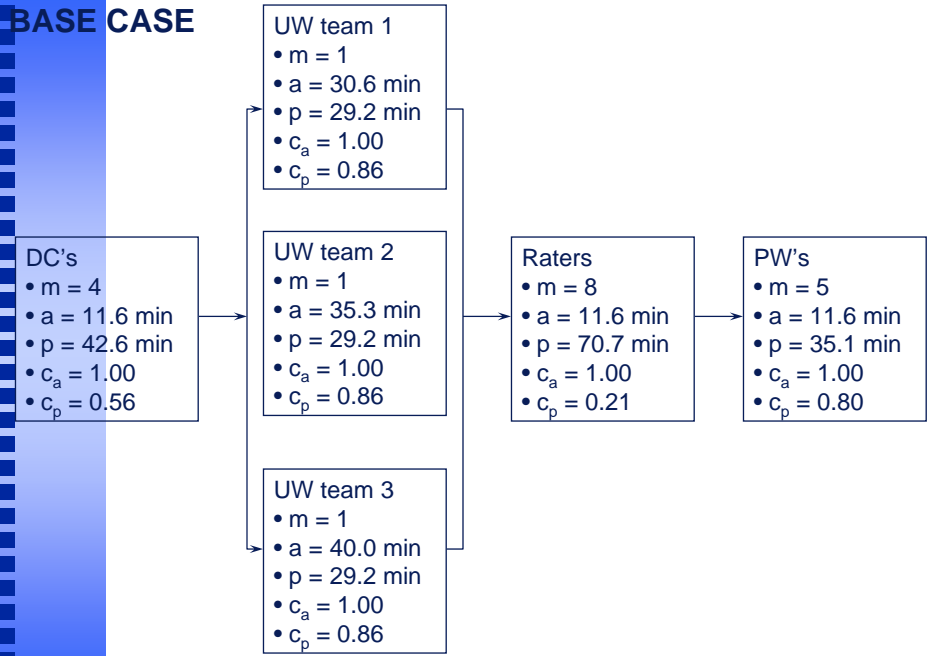 BASE CASE
UW team 1
• m = 1
• a = 30.6 min
• p = 29.2 min
• cₐ = 1.00
• cₚ = 0.86
DC's
• m = 4
• a = 11.6 min
• p = 42.6 min
• cₐ = 1.00
• cₚ = 0.56
UW team 2
• m = 1
• a = 35.3 min
• p = 29.2 min
• cₐ = 1.00
• cₚ = 0.86
Raters
• m = 8
• a = 11.6 min
• p = 70.7 min
• cₐ = 1.00
• cₚ = 0.21
PW's
• m = 5
• a = 11.6 min
• p = 35.1 min
• cₐ = 1.00
• cₚ = 0.80
UW team 3
• m = 1
• a = 40.0 min
• p = 29.2 min
• cₐ = 1.00
• cₚ = 0.86